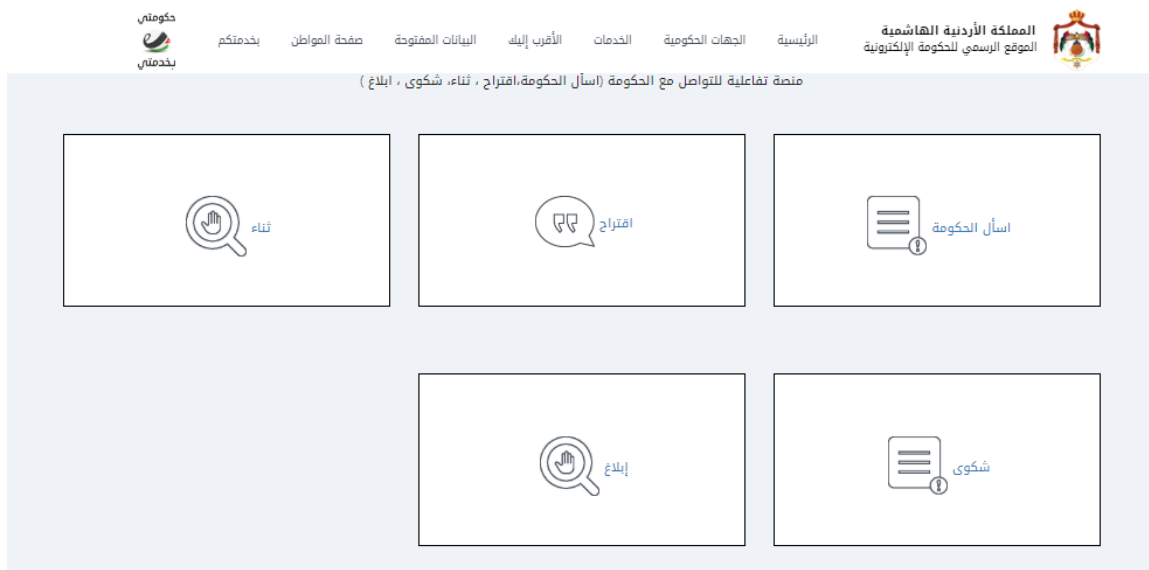 المملكة الأردنية الهاشمية
الموقع الرسمي للحكومة الإلكترونية
الرئيسية
الجهات الحكومية
الخدمات
الأقرب إليك
البيانات المفتوحة
صفحة المواطن
بخدمتكم
حكومتي
بخدمتي
منصة تفاعلية للتواصل مع الحكومة (اسأل الحكومة،اقتراح ، ثناء، شكوى ، ابلاغ )
اسأل الحكومة
اقتراح
ثناء
شكوى
إبلاغ